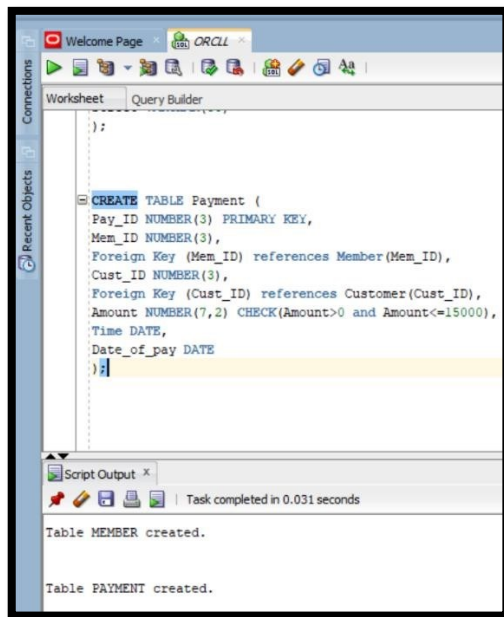 Connections
Recent Objects
Welcome Page
ORCLL
Worksheet Query Builder
);
CREATE TABLE Payment (
Pay_ID NUMBER(3) PRIMARY KEY,
Mem_ID NUMBER(3),
Foreign Key (Mem_ID) references Member(Mem_ID),
Cust_ID NUMBER(3),
Foreign Key (Cust_ID) references Customer(Cust_ID),
Amount NUMBER(7,2) CHECK(Amount>0 and Amount<=15000),
Time DATE,
Date_of_pay DATE
);
Script Output
Task completed in 0.031 seconds
Table MEMBER created.
Table PAYMENT created.